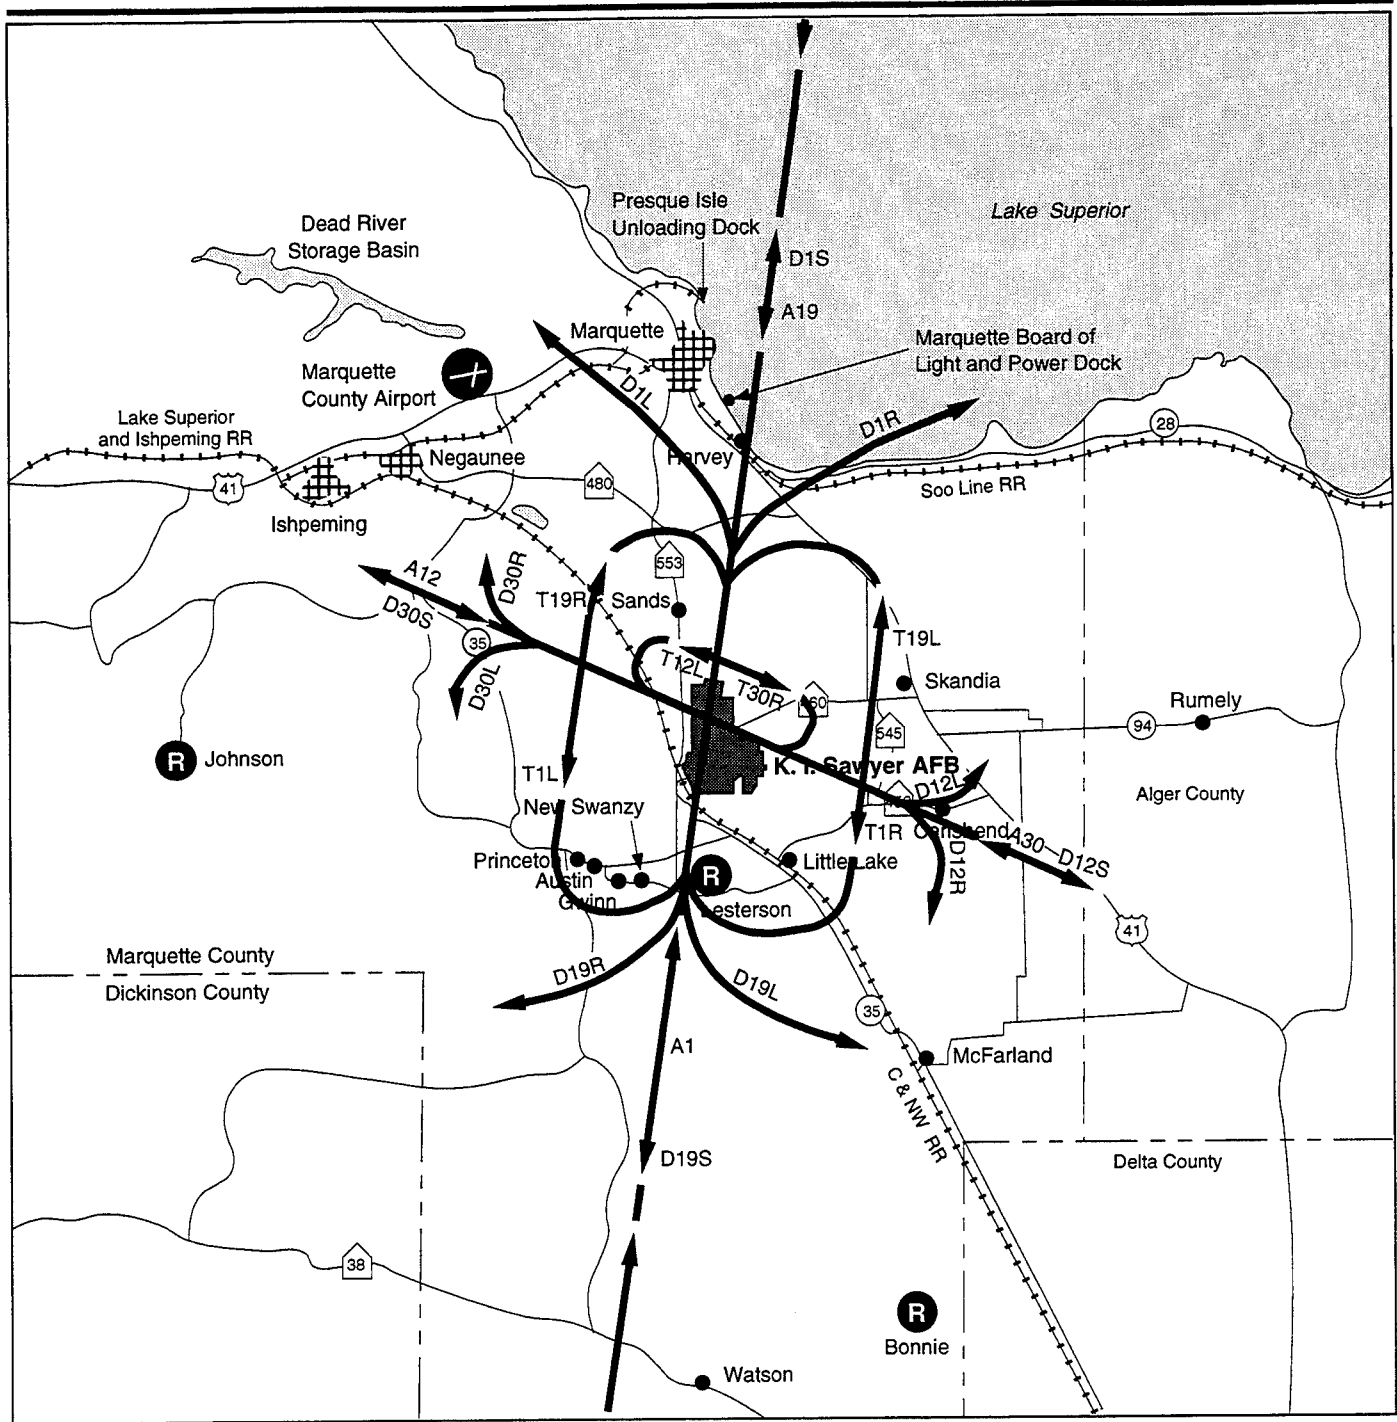 Lake Superior
Presque Isle
Unloading Dock
Dead River
Storage Basin
D1S
A19
Marquette
Marquette Board of
Light and Power Dock
Marquette
County Airport
D1L
D1R
Lake Superior
and Ishpeming RR
28
Harvey
Negaunee
41
480
Soo Line RR
Ishpeming
553
A12
D30R
D30S
T19R
Sands
35
T19L
D30L
T12L
T30R
460
Skandia
Rumely
545
94
R
Johnson
T1L
K. I. Sawyer AFB
D12L
Alger County
New Swanzy
T1R
Carlshend
A30
D12S
D12R
Princeton
Little Lake
Austin
R
Gwinn
Lesterson
41
Marquette County
Dickinson County
D19R
D19L
35
A1
McFarland
C & NW RR
D19S
Delta County
38
R
Bonnie
Watson